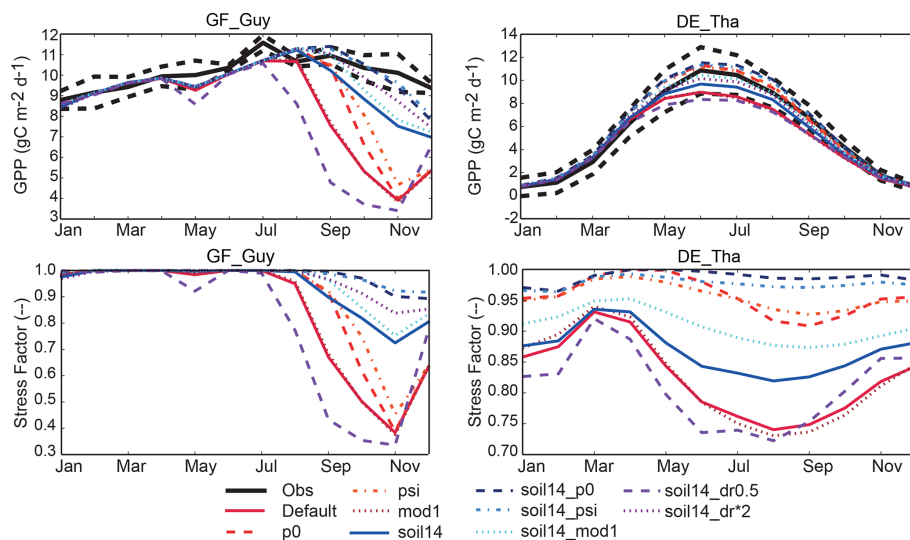 GF_Guy
DE_Tha
GPP (gC m-2 d-1)
12
11
10
9
8
7
6
5
4
3
Jan Mar May Jul Sep Nov
GPP (gC m-2 d-1)
14
12
10
8
6
4
2
0
-2
Jan Mar May Jul Sep Nov
GF_Guy
DE_Tha
Stress Factor (--)
1.0
0.9
0.8
0.7
0.6
0.5
0.4
0.3
Jan Mar May Jul Sep Nov
Stress Factor (--)
1.00
0.95
0.90
0.85
0.80
0.75
0.70
Jan Mar May Jul Sep Nov
Obs
Default
p0
psi
mod1
soil14
soil14_p0
soil14_psi
soil14_mod1
soil14_dr0.5
soil14_dr*2